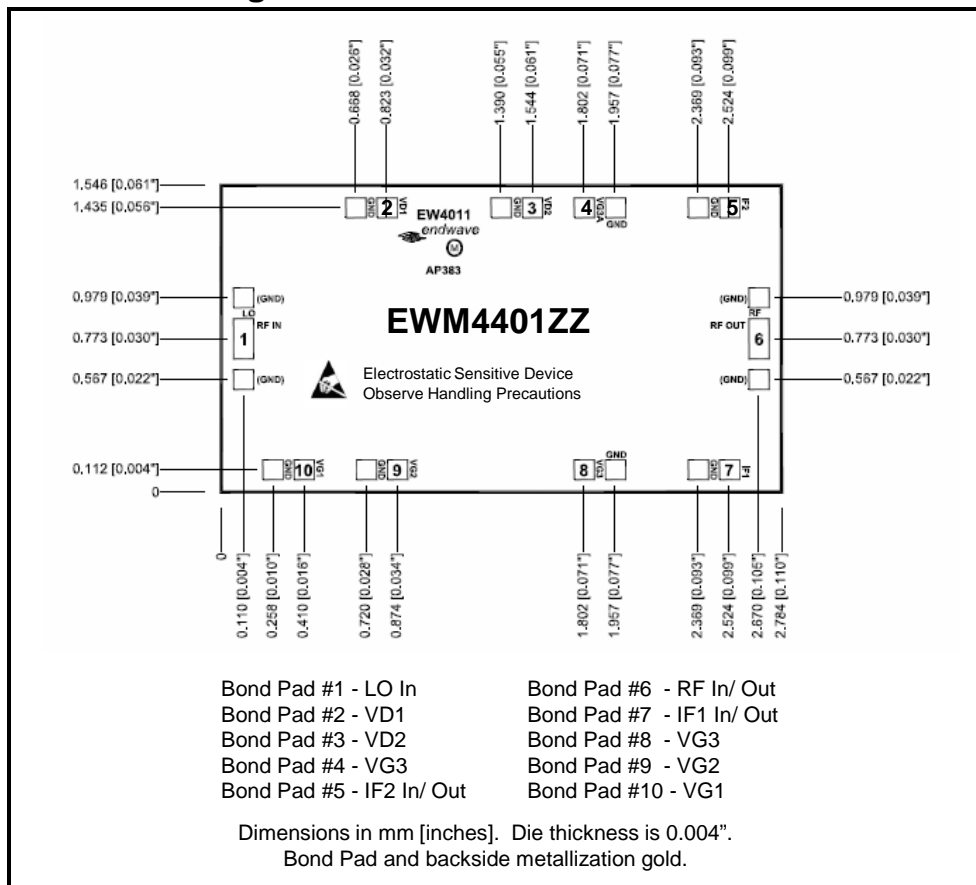 g
0.668 [0.026"]
0.823 [0.032"]
1.390 [0.055"]
1.544 [0.061"]
1.802 [0.071"]
1.957 [0.077"]
2.369 [0.093"]
2.524 [0.099"]
1.546 [0.061"]
1.435 [0.056"]
GND
2
VD1
GND
3
VD2
4
VG3A
GND
GND
5
IF2
EW4011
endwave
M
AP383
0.979 [0.039"]
(GND)
(GND)
0.979 [0.039"]
LO
RF
RF IN
RF OUT
EWM4401ZZ
0.773 [0.030"]
1
6
0.773 [0.030"]
0.567 [0.022"]
(GND)
(GND)
0.567 [0.022"]
Electrostatic Sensitive Device
Observe Handling Precautions
0.112 [0.004"]
GND
10
VG1
GND
9
VG2
8
VG3
GND
GND
7
IF1
0
0
0.110 [0.004"]
0.258 [0.010"]
0.410 [0.016"]
0.720 [0.028"]
0.874 [0.034"]
1.802 [0.071"]
1.957 [0.077"]
2.369 [0.093"]
2.524 [0.099"]
2.670 [0.105"]
2.784 [0.110"]
Bond Pad #1 - LO In
Bond Pad #2 - VD1
Bond Pad #3 - VD2
Bond Pad #4 - VG3
Bond Pad #5 - IF2 In/ Out
Bond Pad #6 - RF In/ Out
Bond Pad #7 - IF1 In/ Out
Bond Pad #8 - VG3
Bond Pad #9 - VG2
Bond Pad #10 - VG1
Dimensions in mm [inches]. Die thickness is 0.004”.
Bond Pad and backside metallization gold.